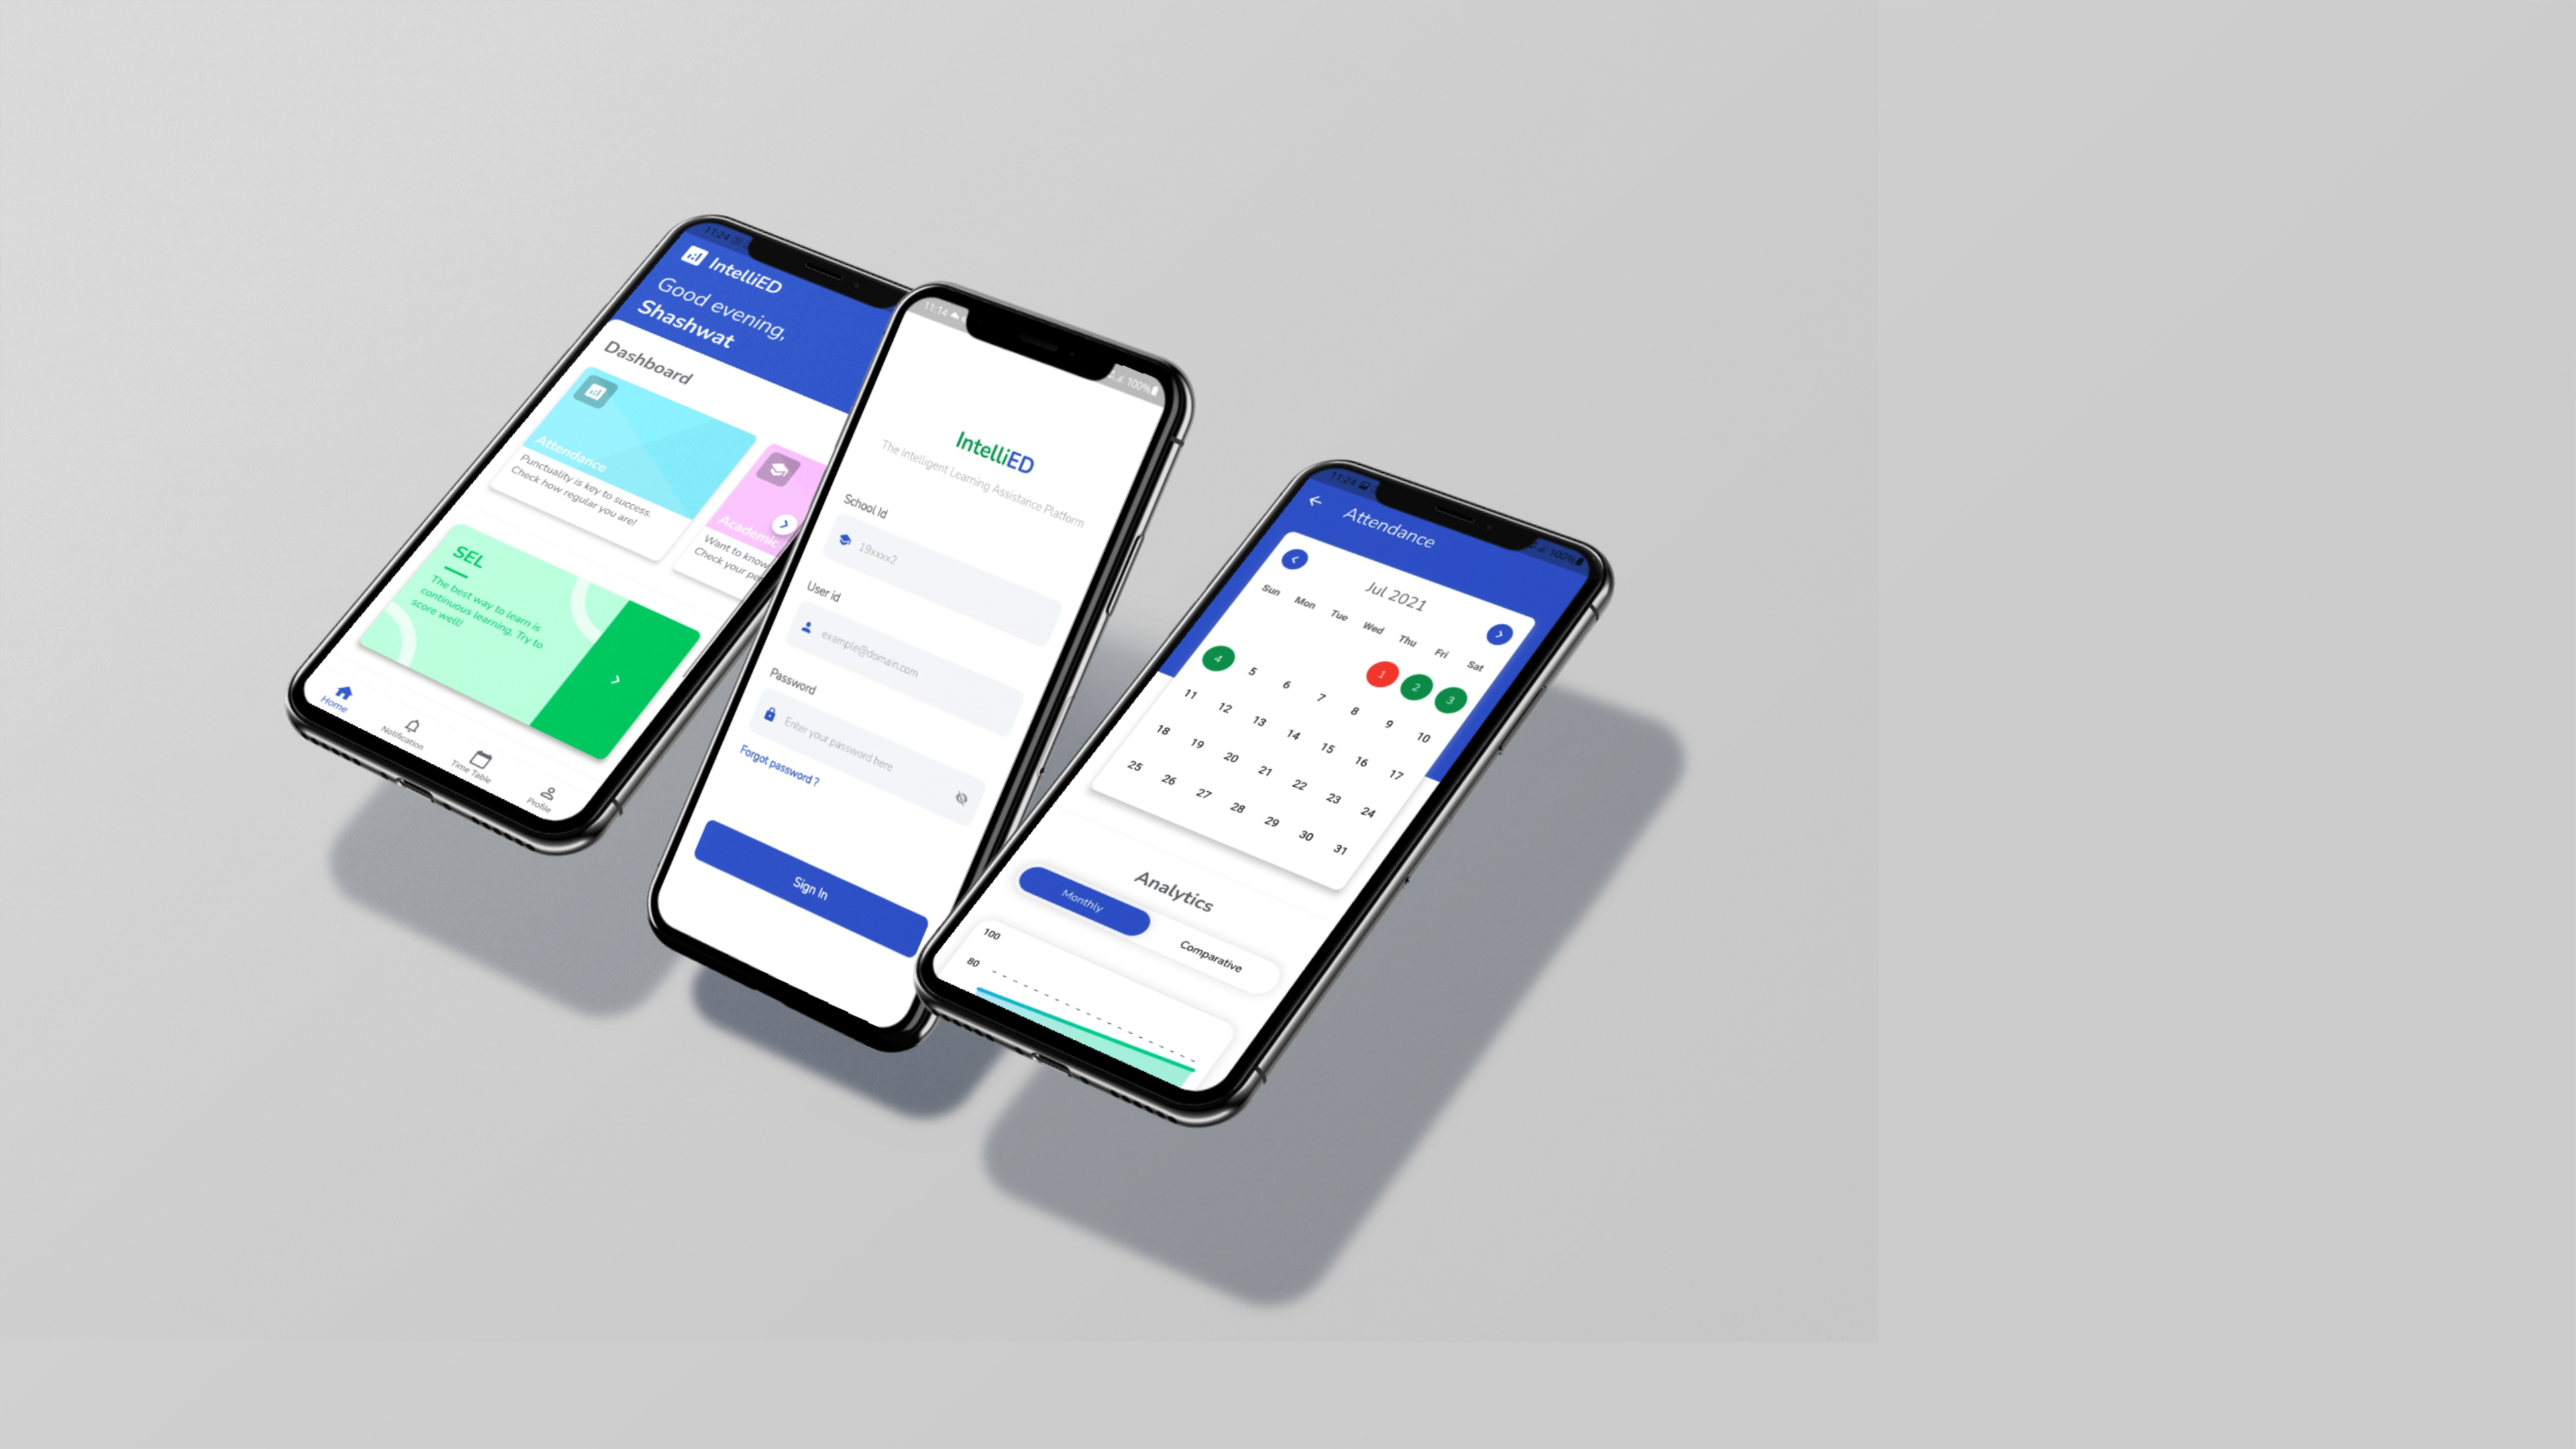 11:24
IntelliED
Good evening,
Shashwat
Dashboard
Attendance
Punctuality is key to success.
Check how regular you are!
Academic
Want to know
Check your pe
SEL
The best way to learn is
continuous learning, Try to
score well!
Home
Notification
Time Table
Profile
11:14
100%
IntelliED
The Intelligent Learning Assistance Platform
School Id
19xxxx2
User id
example@domain.com
Password
Enter your password here
Forgot password ?
Sign In
11:24
100%
Attendance
Jul 2021
Sun Mon Tue Wed Thu Fri Sat
1 2 3
4 5 6 7 8 9 10
11 12 13 14 15 16 17
18 19 20 21 22 23 24
25 26 27 28 29 30 31
Analytics
Monthly
Comparative
100
80